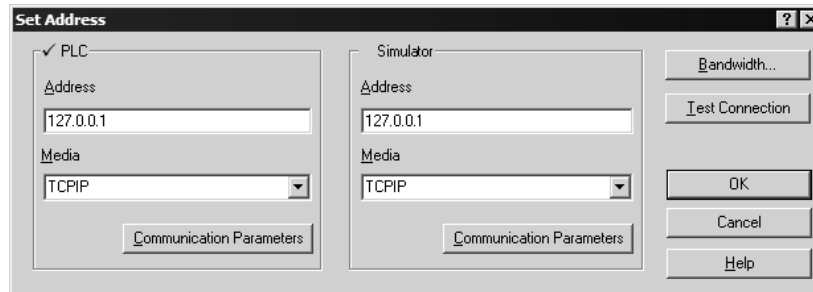 Set Address
✓ PLC
Address
127.0.0.1
Media
TCPIP
Communication Parameters
Simulator
Address
127.0.0.1
Media
TCPIP
Communication Parameters
Bandwidth...
Test Connection
OK
Cancel
Help